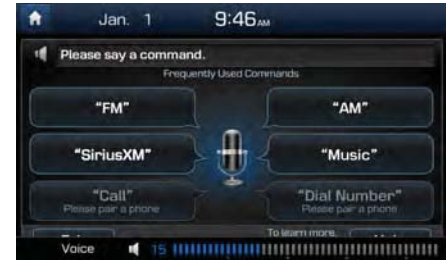 Jan. 1 9:46AM
Please say a command.
Frequently Used Commands
"FM" "AM"
"SiriusXM" "Music"
"Call" "Dial Number"
Please pair a phone Please pair a phone
To learn more,
Voice 15